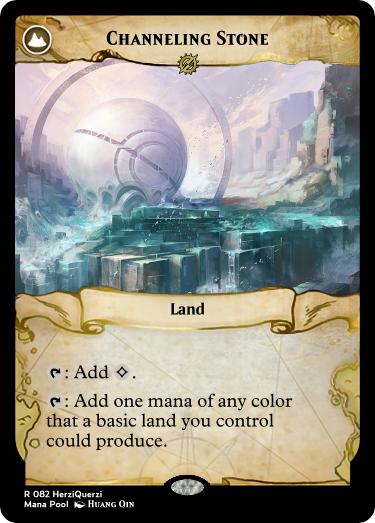 Channeling Stone
Land
: Add .
: Add one mana of any color
that a basic land you control
could produce.
R 082 HerziQuerzi
Mana Pool Huang Oin